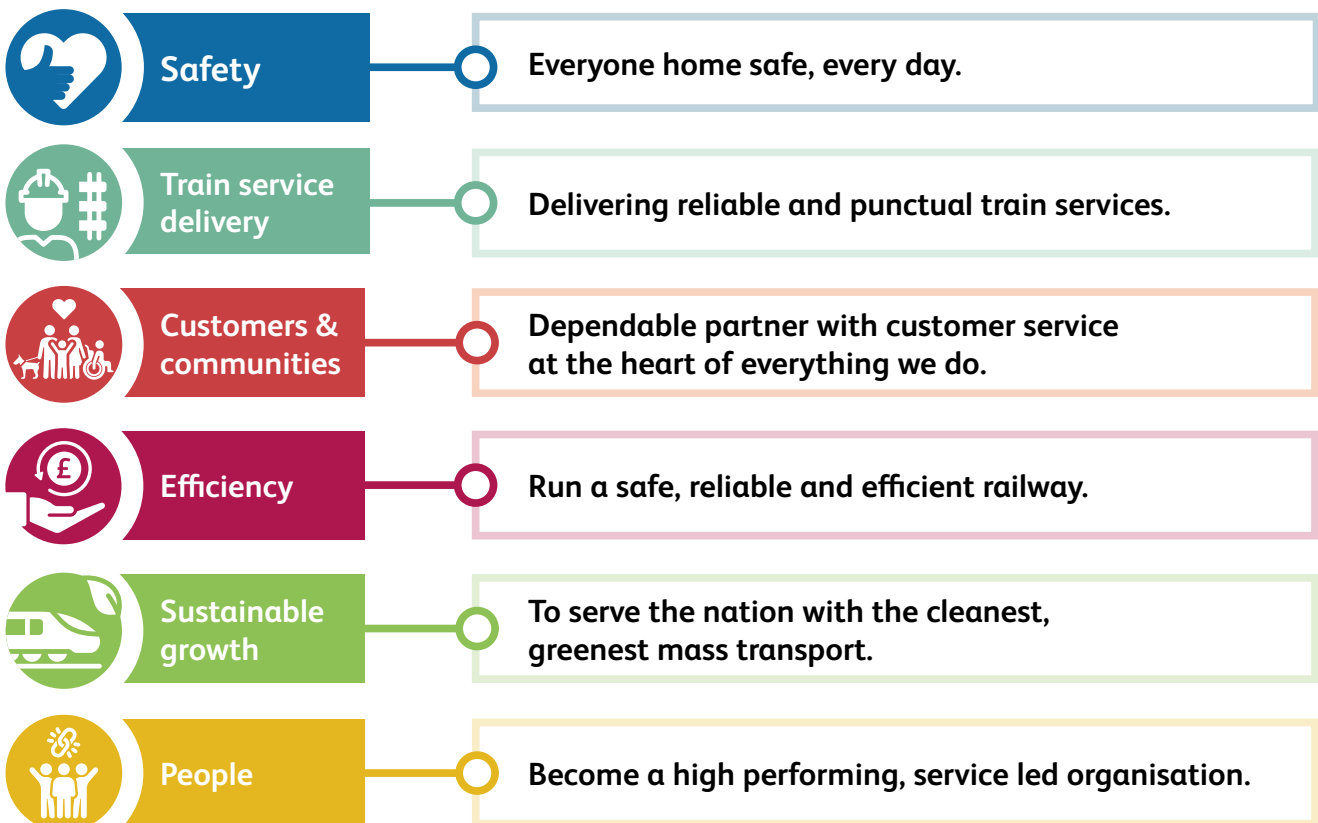 Safety
Everyone home safe, every day.
Train service
delivery
Delivering reliable and punctual train services.
Customers &
communities
Dependable partner with customer service
at the heart of everything we do.
£
Efficiency
Run a safe, reliable and efficient railway.
Sustainable
growth
To serve the nation with the cleanest,
greenest mass transport.
People
Become a high performing, service led organisation.